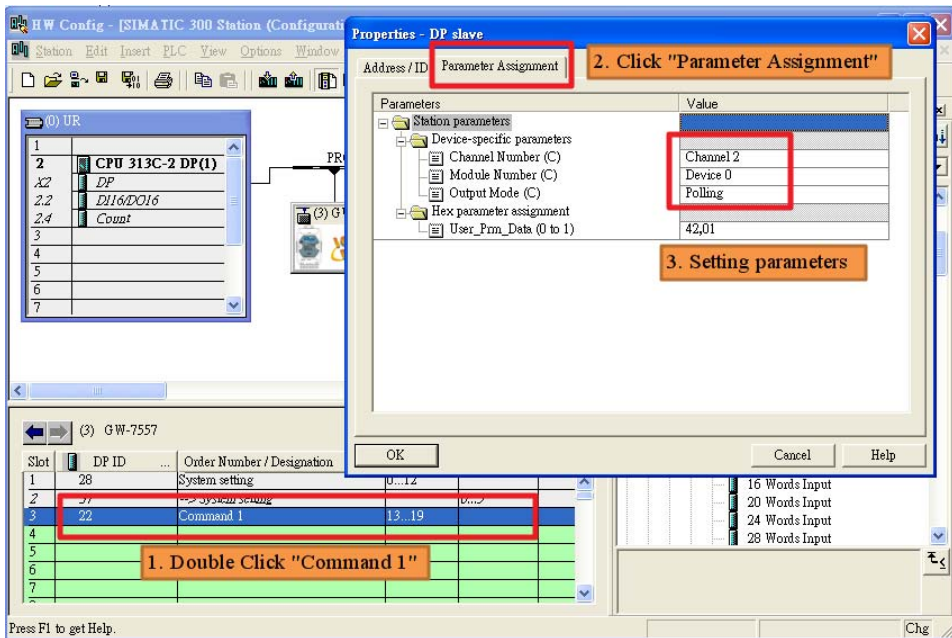 HW Config - [SIMATIC 300 Station (Configurati
Station Edit Insert PLC View Options Window
(0) UR
1
2 CPU 313C-2 DP(1)
X2 DP
2.2 DI16/DO16
2.4 Count
3
4
5
6
7
PR
(3) G
Properties - DP slave
Address / ID Parameter Assignment
2. Click "Parameter Assignment"
Parameters Value
Station parameters
Device-specific parameters
Channel Number (C) Channel 2
Module Number (C) Device 0
Output Mode (C) Polling
Hex parameter assignment
User_Prm_Data (0 to 1) 42,01
3. Setting parameters
OK Cancel Help
(3) GW-7557
Slot DP ID ... Order Number / Designation
1 28 System setting 0...12
2 37 --> System setting 0...5
3 22 Command 1 13...19
4
5
6
7
1. Double Click "Command 1"
16 Words Input
20 Words Input
24 Words Input
28 Words Input
Press F1 to get Help. Chg